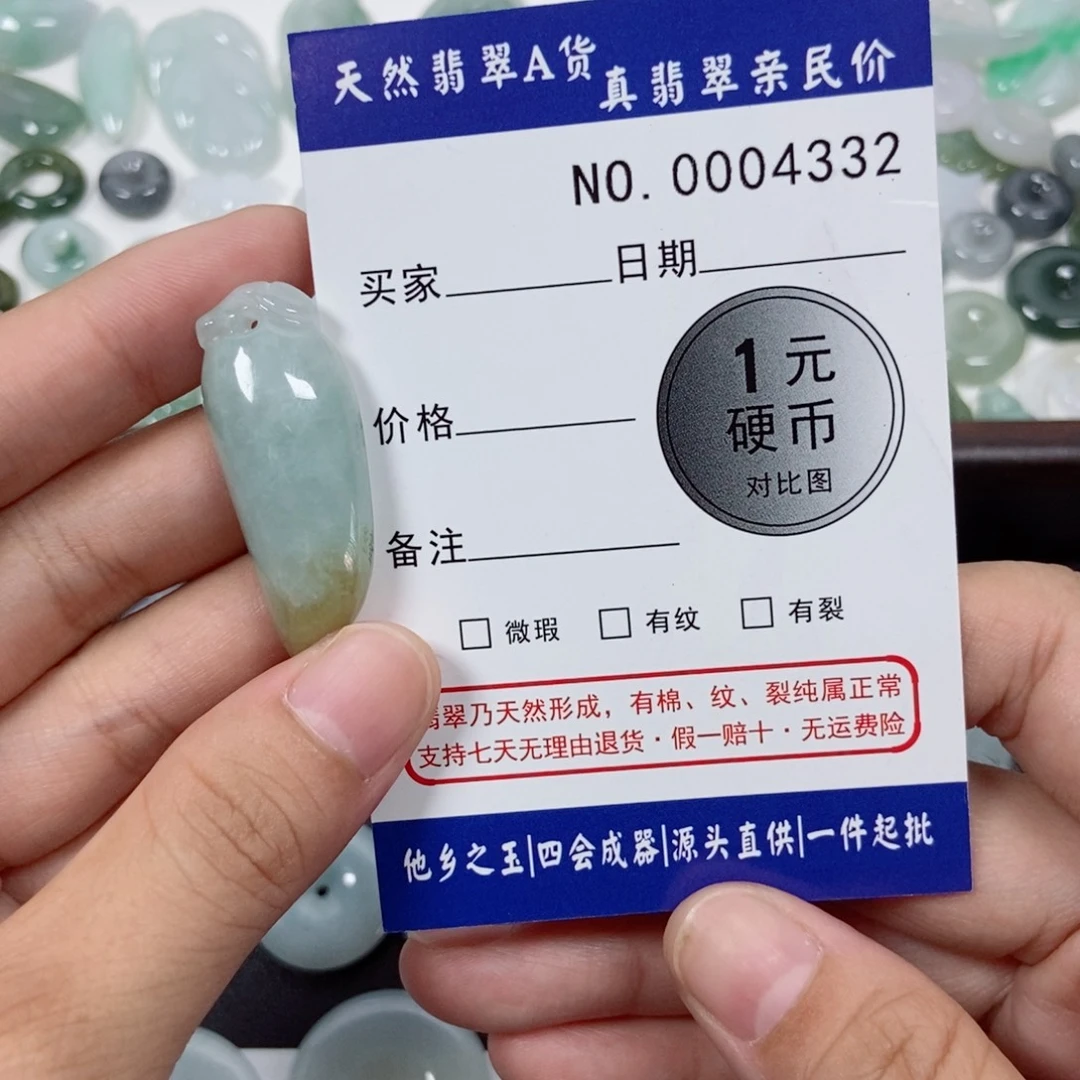 天然翡翠A货 真翡翠亲民价
NO. 0004332
买家 日期
价格
1元
硬币
对比图
备注
微瑕 有纹 有裂
翡翠乃天然形成，有棉、纹、裂纯属正常
支持七天无理由退货·假一赔十·无运费险
他乡之玉|四会成器|源头直供|一件起批